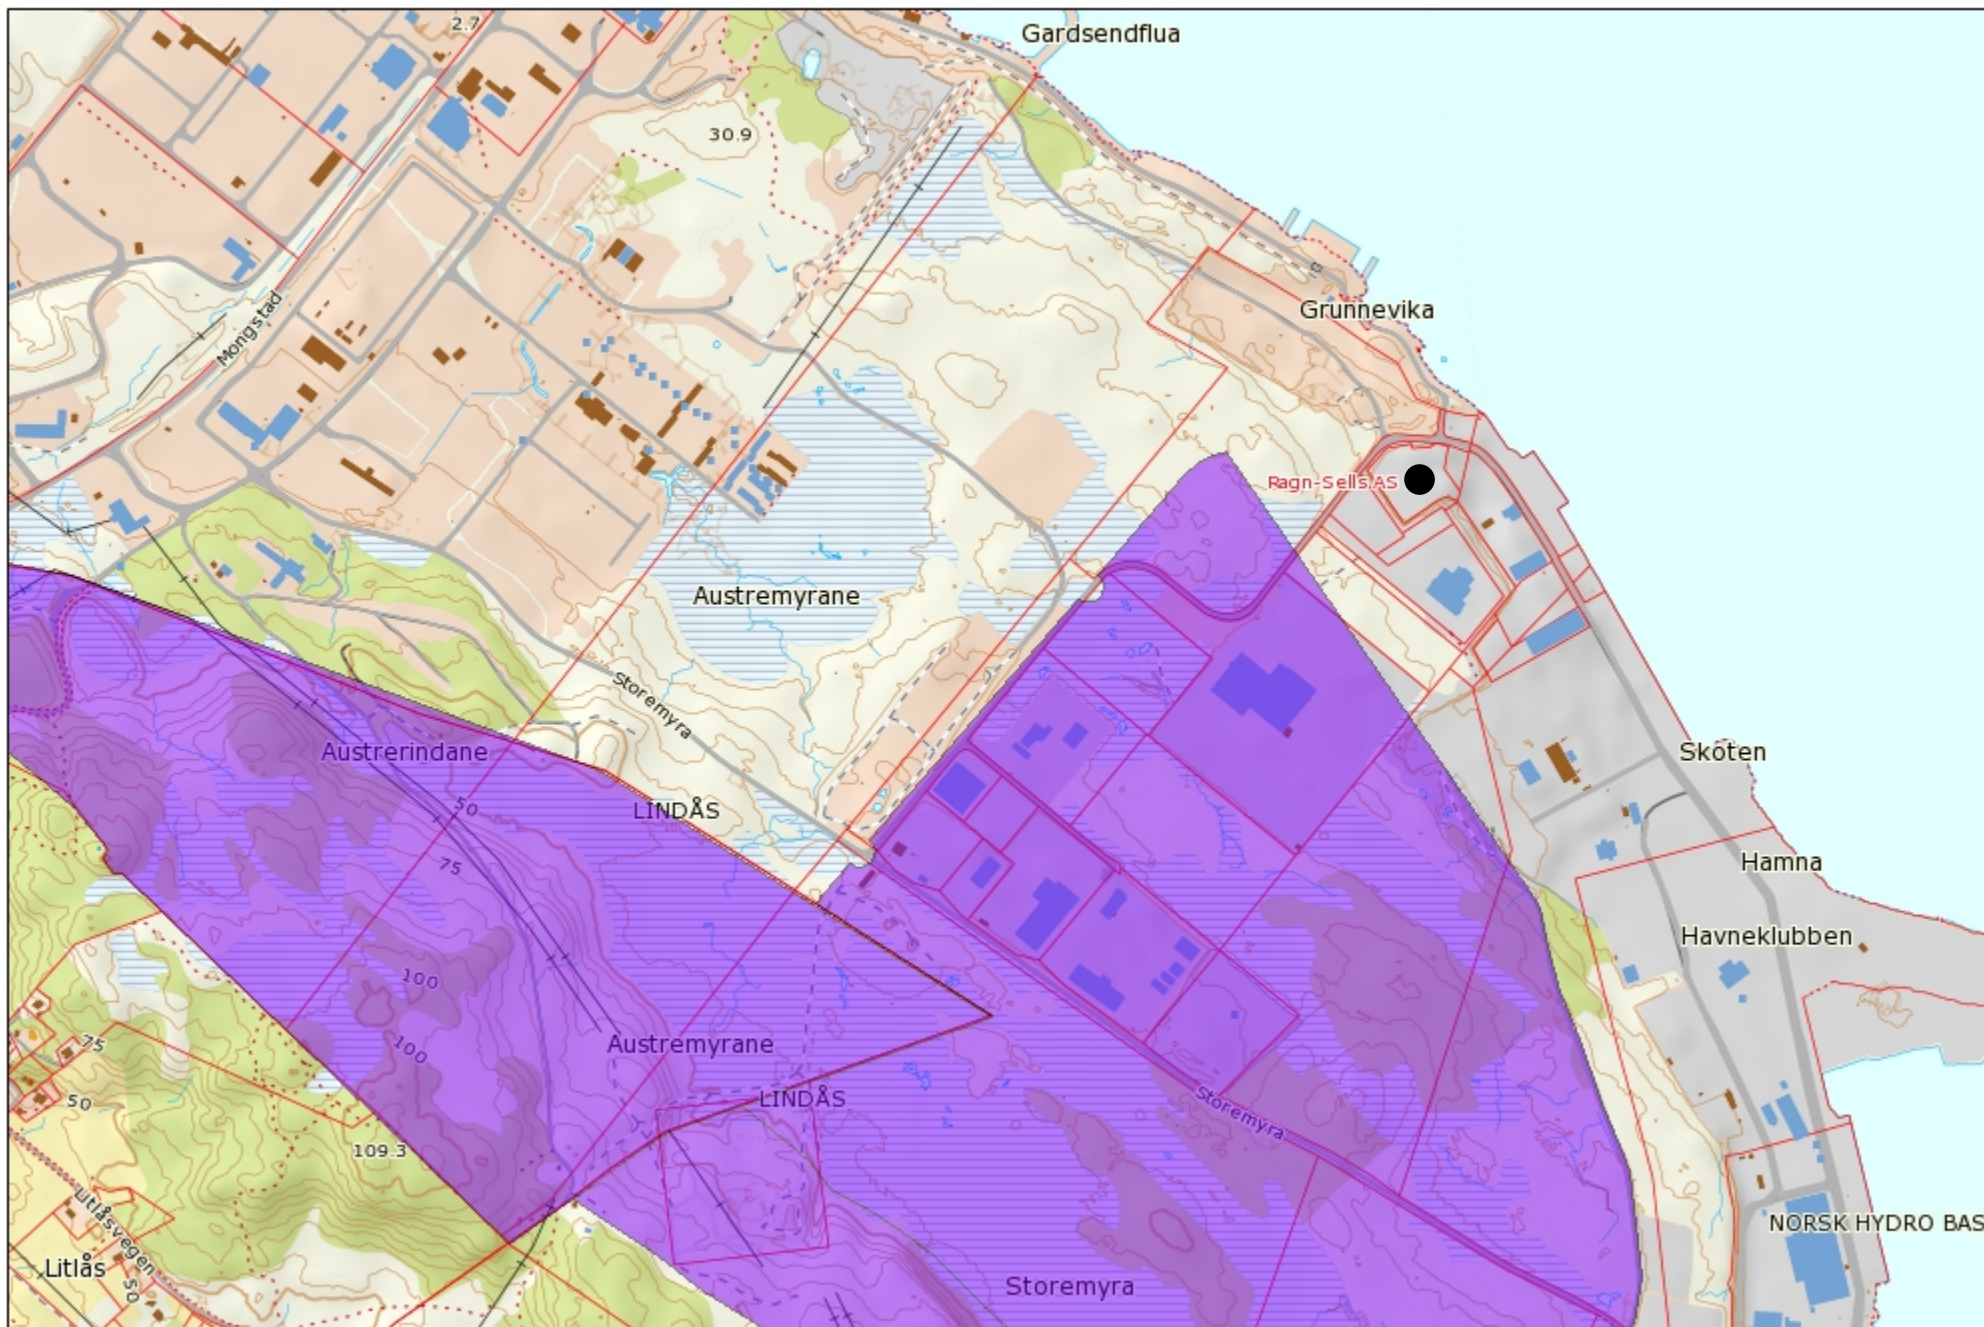 2.7
Gardsendflua
30.9
Grunnevika
Mongstad
Ragn-Sells AS
Austremyrane
Storemyra
Austrerindane
Skoten
50
LINDÅS
75
Hamna
Havneklubben
100
Austremyrane
100
75
LINDÅS
50
Storemyra
109.3
Litlåsvegen
NORSK HYDRO BAS
Litlås
50
Storemyra